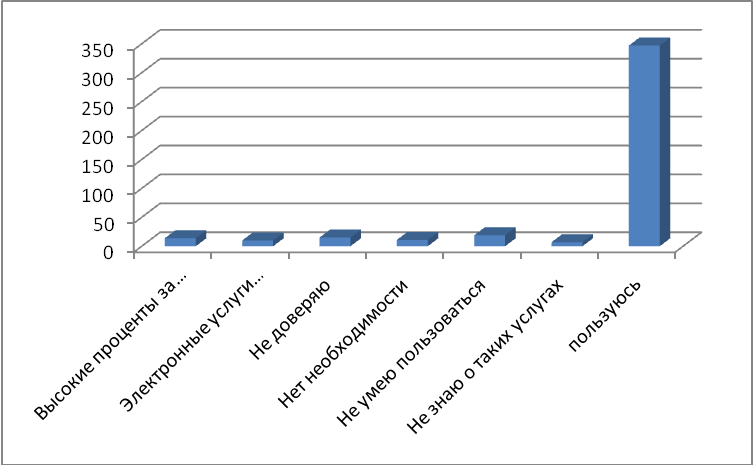 350
300
250
200
150
100
50
0
Высокие проценты за...
Электронные услуги...
Не доверяю
Нет необходимости
Не умею пользоваться
Не знаю о таких услугах
пользуюсь